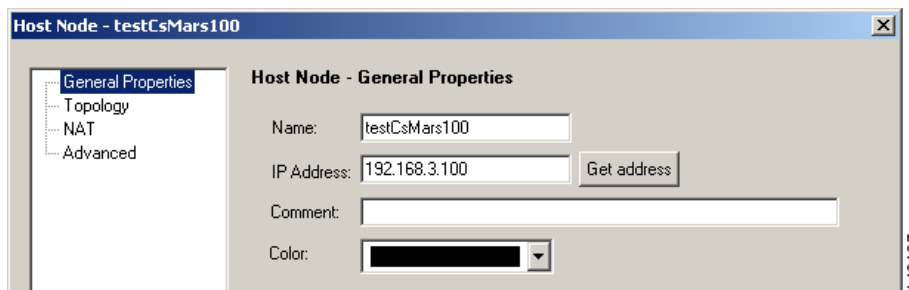 Host Node - testCsMars100
General Properties
Topology
NAT
Advanced
Host Node - General Properties
Name: testCsMars100
IP Address: 192.168.3.100 Get address
Comment:
Color: